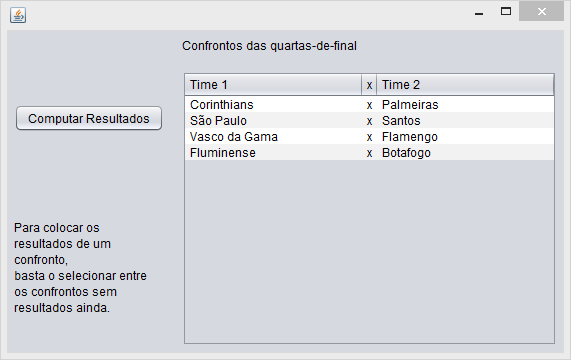 Confrontos das quartas-de-final
Time 1 x Time 2
Corinthians x Palmeiras
São Paulo x Santos
Vasco da Gama x Flamengo
Fluminense x Botafogo
Computar Resultados
Para colocar os
resultados de um
confronto,
basta o selecionar entre
os confrontos sem
resultados ainda.